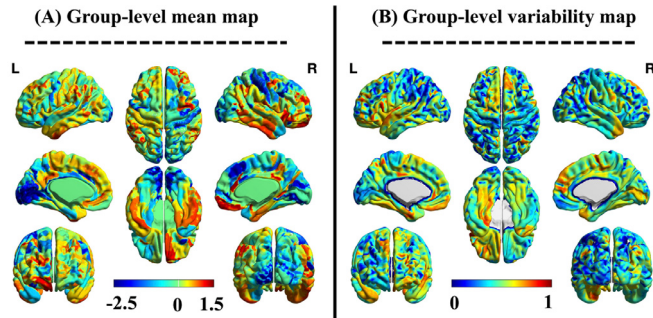 (A) Group-level mean map
L R
-2.5 0 1.5
(B) Group-level variability map
L R
0 1